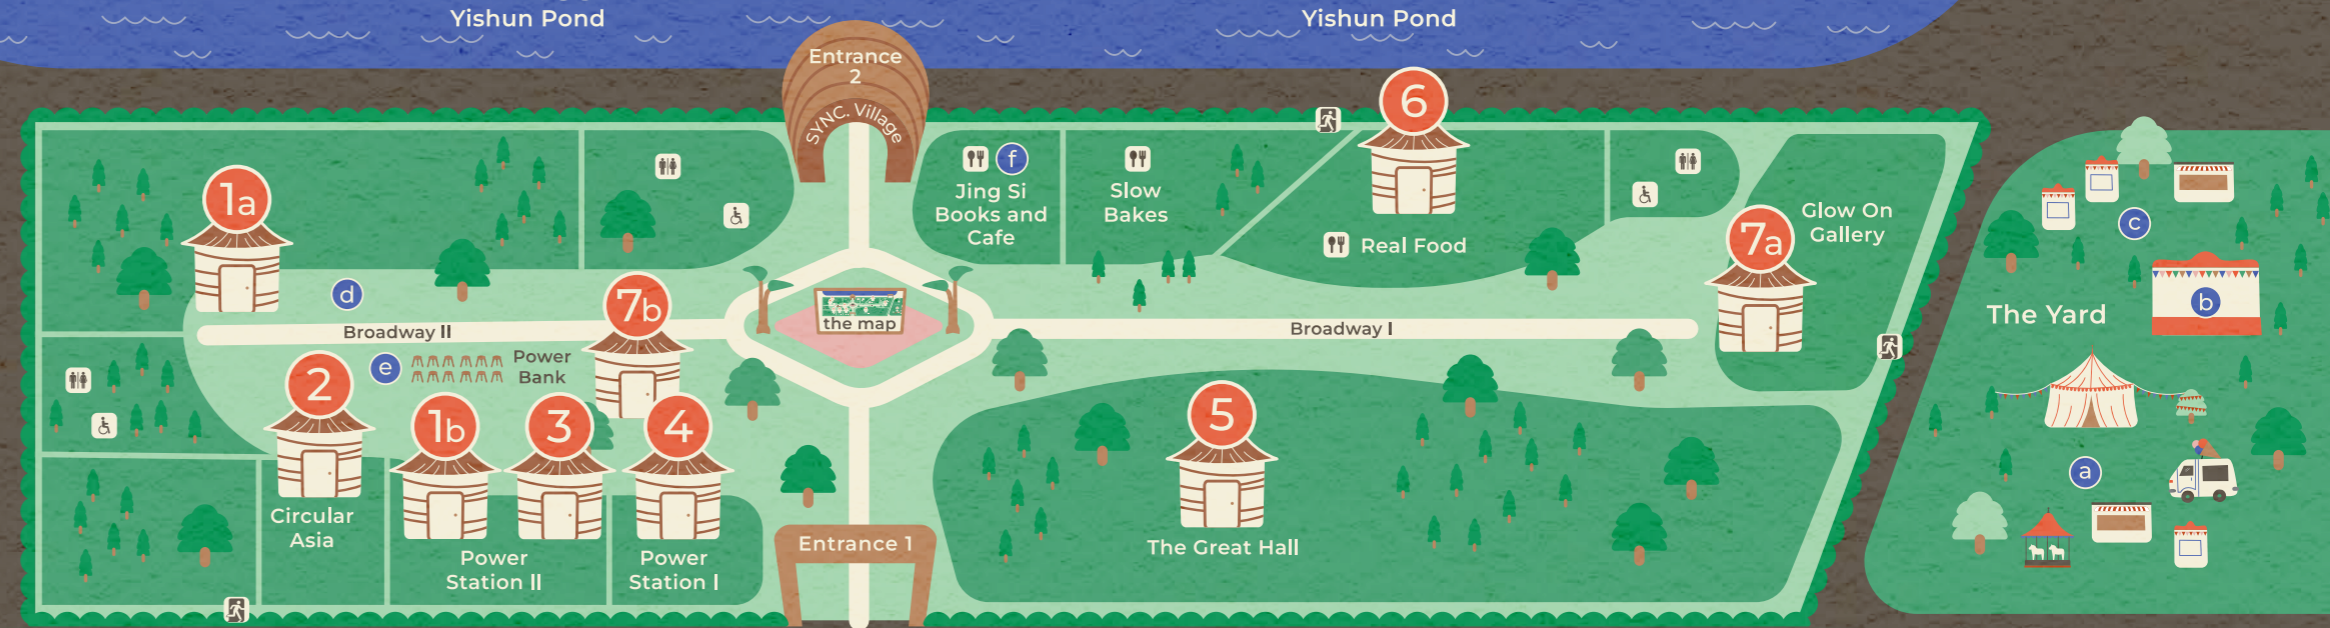 Yishun Pond
Yishun Pond
Entrance
2
SYNC. Village
6
1a
f
Jing Si
Books and
Cafe
Slow
Bakes
Real Food
7a
Glow On
Gallery
c
d
7b
the map
Broadway II
Broadway I
The Yard
b
e
Power
Bank
2
1b
3
4
5
a
Circular
Asia
Power
Station II
Power
Station I
Entrance 1
The Great Hall